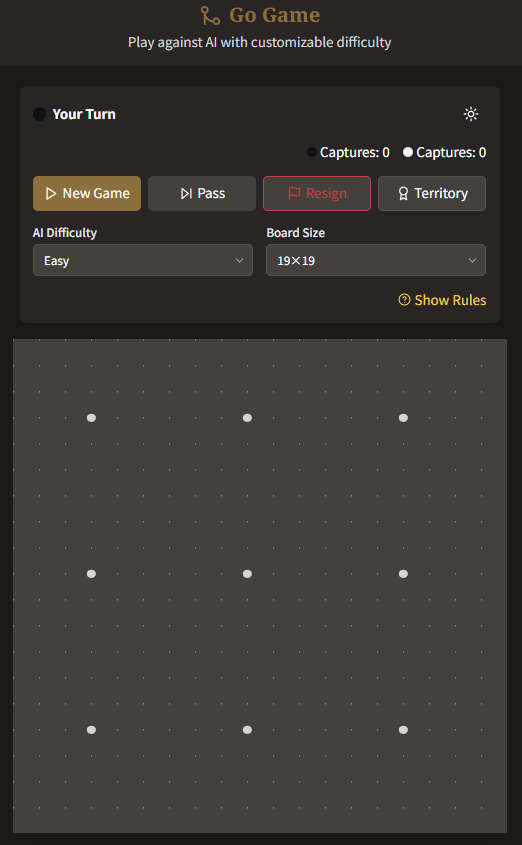 Go Game
Play against AI with customizable difficulty
Your Turn
Captures: 0 Captures: 0
New Game Pass Resign Territory
AI Difficulty Board Size
Easy 19×19
Show Rules